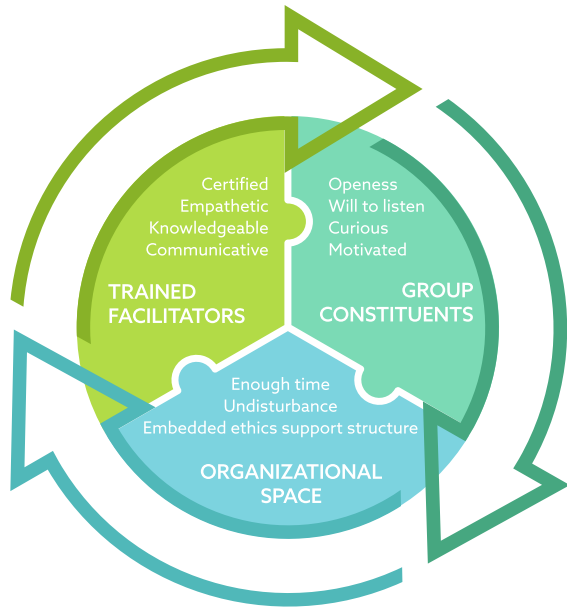 Certified
Empathetic
Knowledgeable
Communicative
TRAINED
FACILITATORS
Openess
Will to listen
Curious
Motivated
GROUP
CONSTITUENTS
Enough time
Undisturbance
Embedded ethics support structure
ORGANIZATIONAL
SPACE